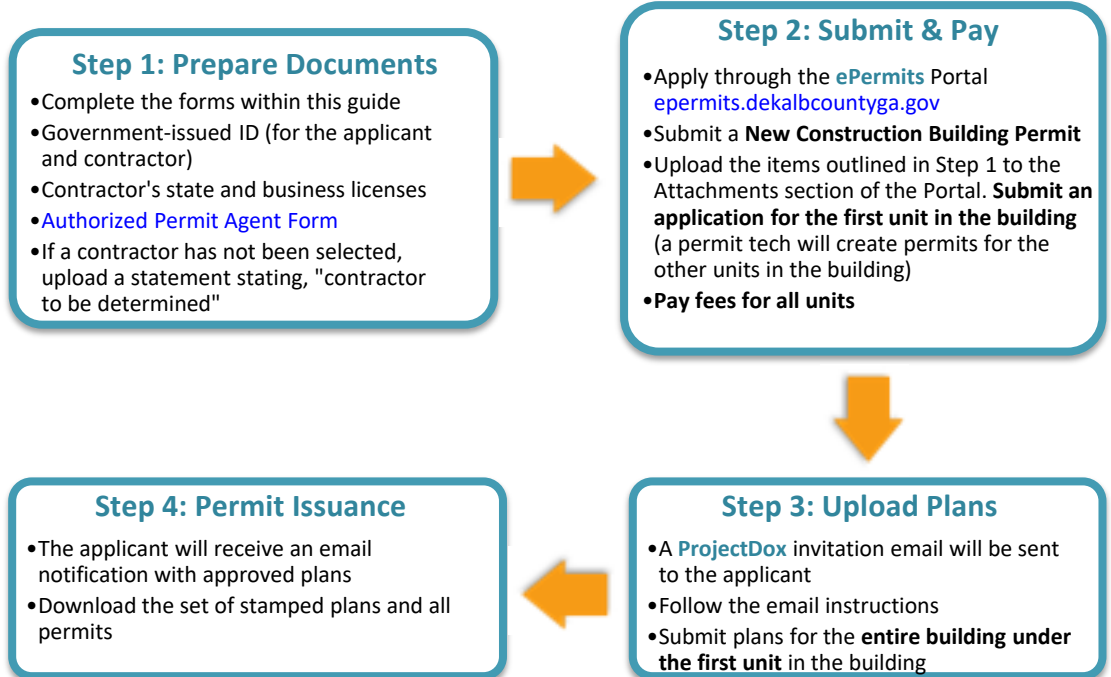 Step 1: Prepare Documents
•Complete the forms within this guide
•Government-issued ID (for the applicant
and contractor)
•Contractor's state and business licenses
•Authorized Permit Agent Form
•If a contractor has not been selected,
upload a statement stating, "contractor
to be determined"
Step 2: Submit & Pay
•Apply through the ePermits Portal
epermits.dekalbcountyga.gov
•Submit a New Construction Building Permit
•Upload the items outlined in Step 1 to the
Attachments section of the Portal. Submit an
application for the first unit in the building
(a permit tech will create permits for the
other units in the building)
•Pay fees for all units
Step 3: Upload Plans
•A ProjectDox invitation email will be sent
to the applicant
•Follow the email instructions
•Submit plans for the entire building under
the first unit in the building
Step 4: Permit Issuance
•The applicant will receive an email
notification with approved plans
•Download the set of stamped plans and all
permits